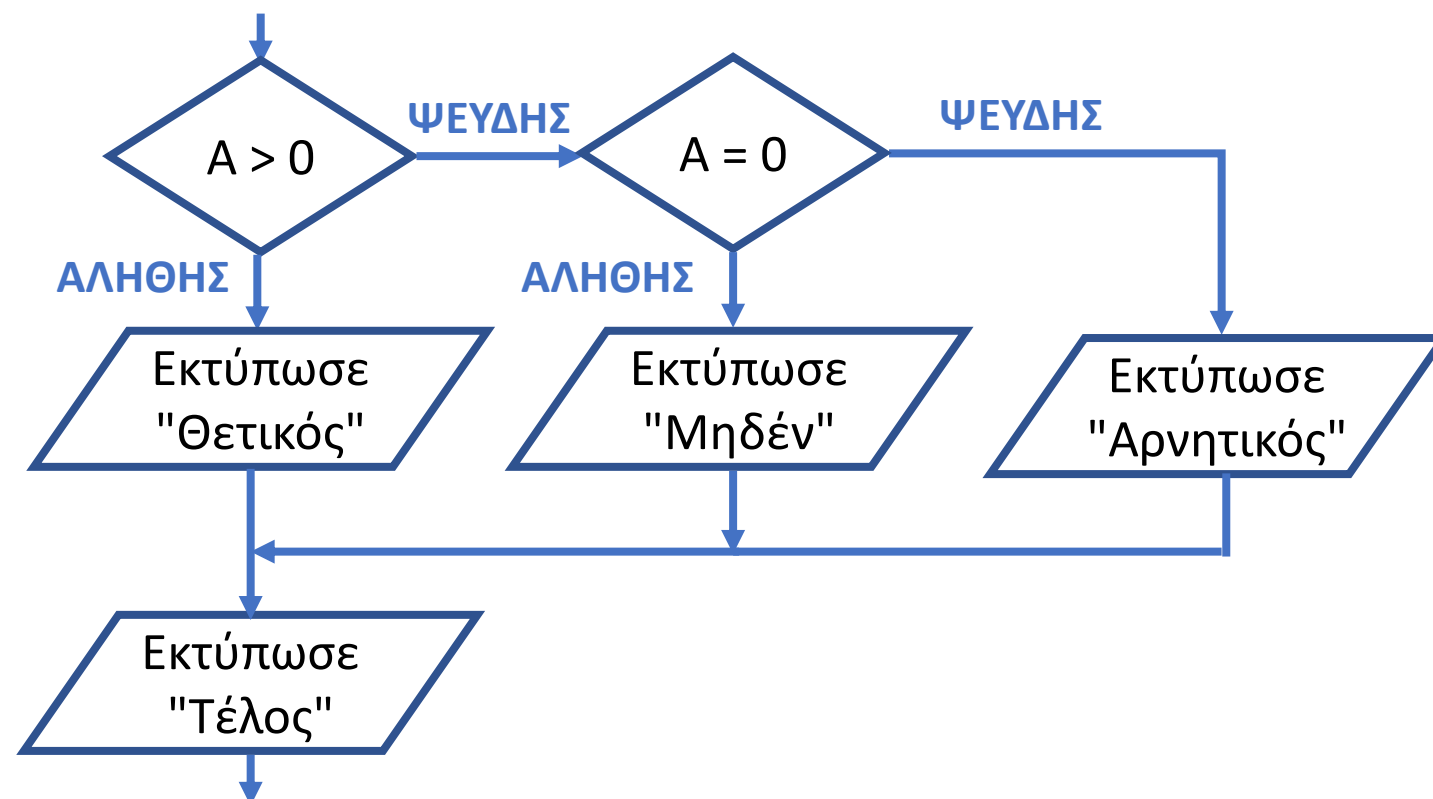 Α > 0
ΨΕΥΔΗΣ
Α = 0
ΨΕΥΔΗΣ
ΑΛΗΘΗΣ
ΑΛΗΘΗΣ
Εκτύπωσε
"Θετικός"
Εκτύπωσε
"Μηδέν"
Εκτύπωσε
"Αρνητικός"
Εκτύπωσε
"Τέλος"